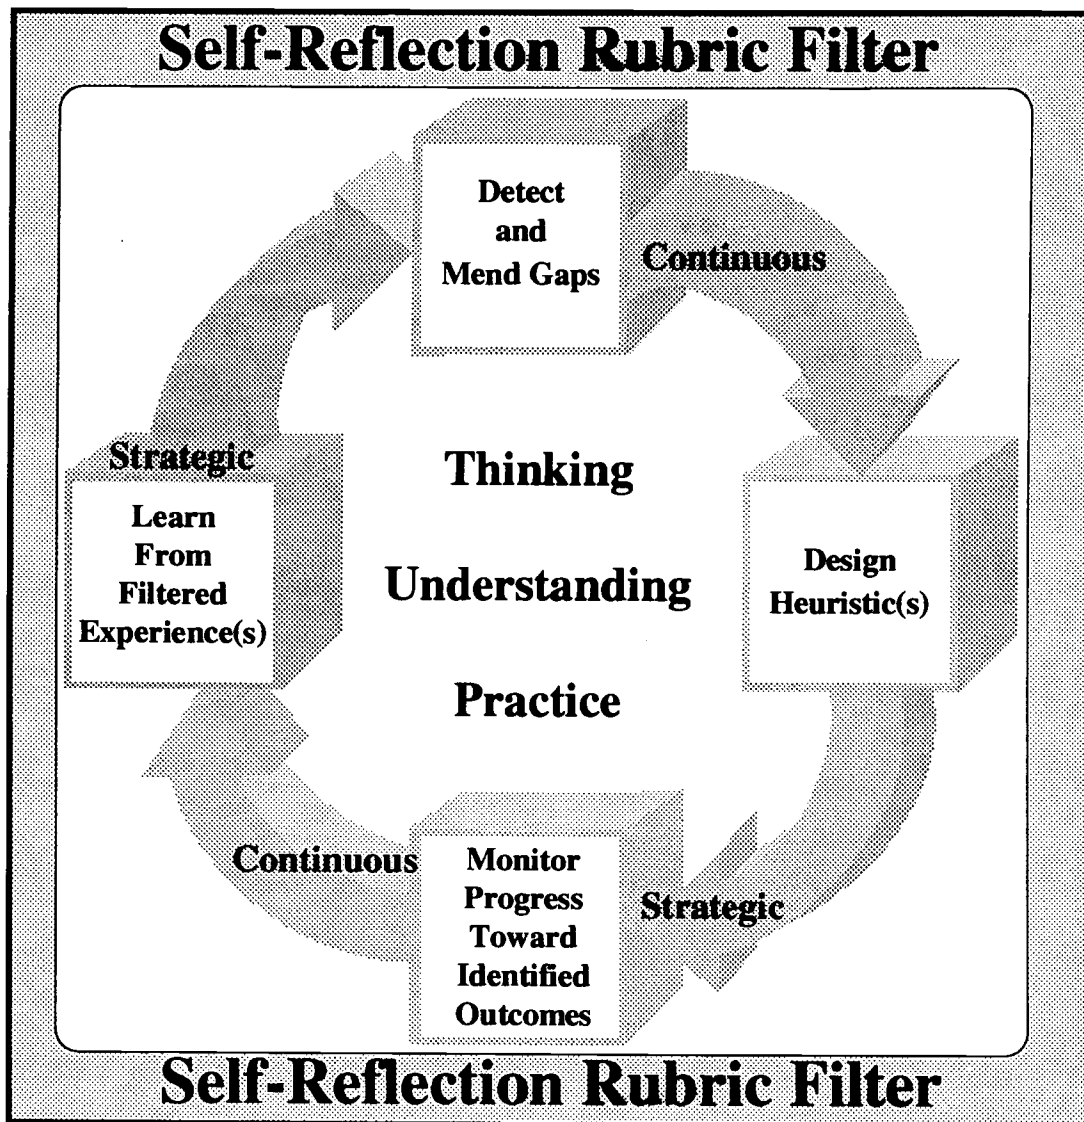 Self-Reflection Rubric Filter
Detect
and
Mend Gaps
Continuous
Strategic
Learn
From
Filtered
Experience(s)
Thinking
Understanding
Practice
Design
Heuristic(s)
Continuous
Monitor
Progress
Toward
Identified
Outcomes
Strategic
Self-Reflection Rubric Filter